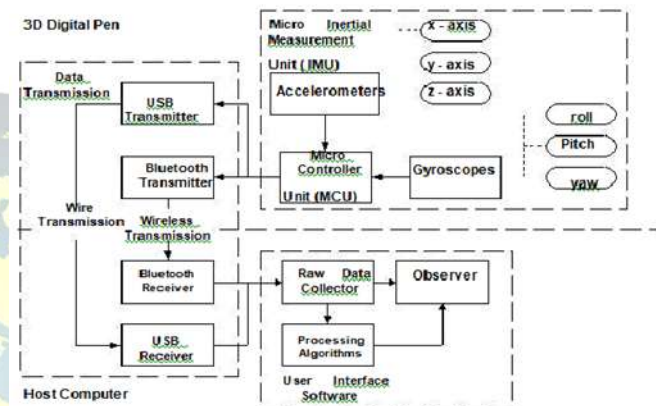 3D Digital Pen
Data
Transmission
USB
Transmitter
Bluetooth
Transmitter
Wire
Transmission
Wireless
Transmission
Bluetooth
Receiver
USB
Receiver
Host Computer
Micro Inertial
Measurement
Unit (IMU)
Accelerometers
x - axis
y - axis
z - axis
Micro
Controller
Unit (MCU)
Gyroscopes
roll
Pitch
yaw
Raw Data
Collector
Observer
Processing
Algorithms
User Interface
Software